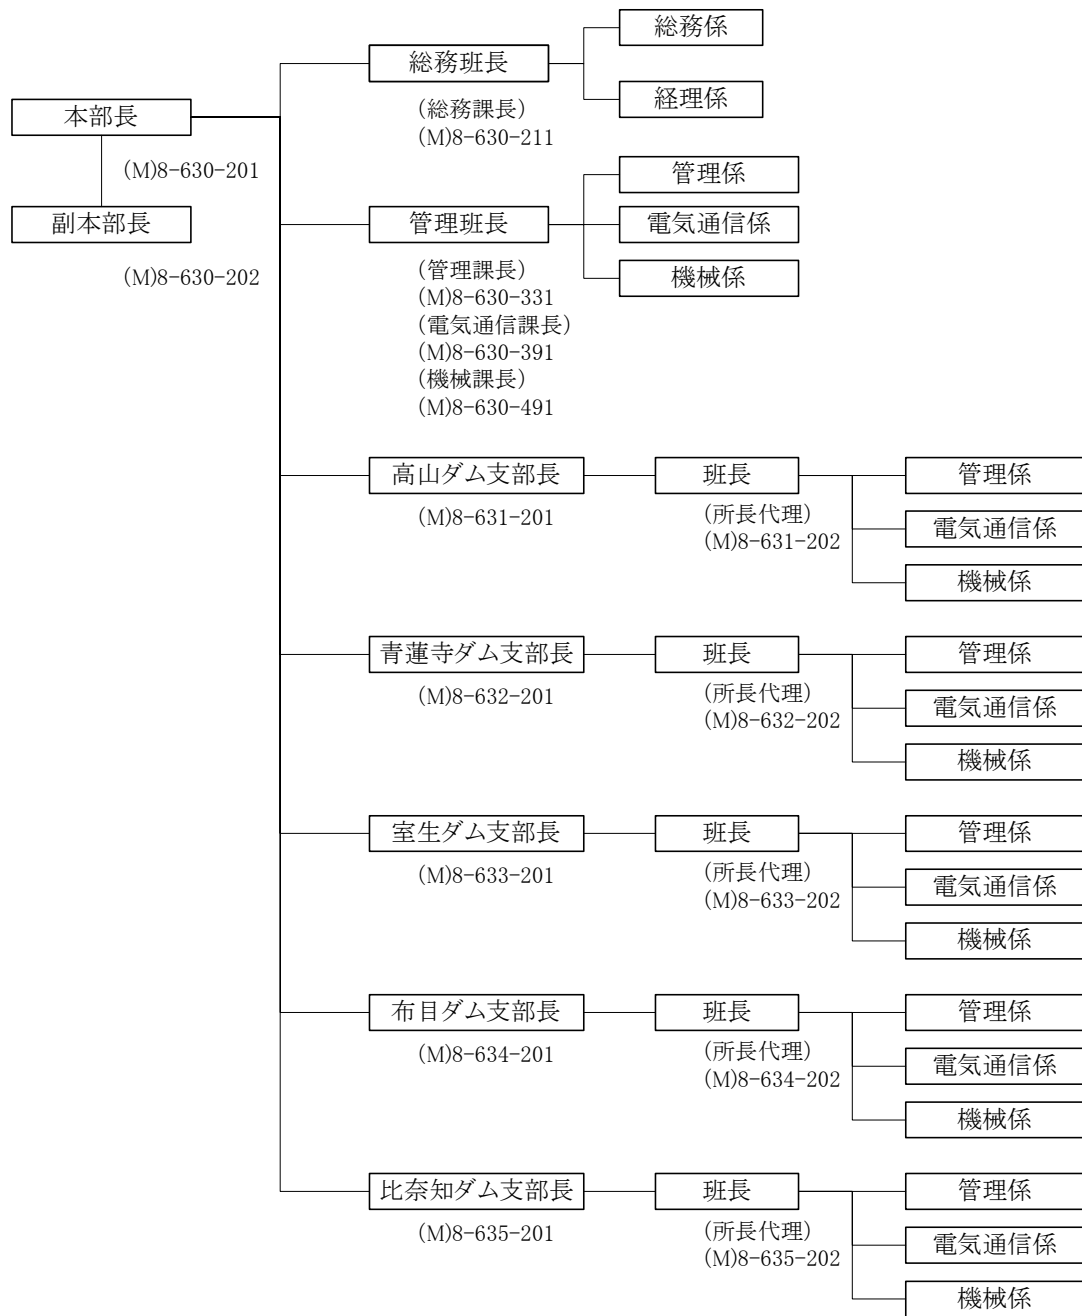 本部長
(M)8-630-201
副本部長
(M)8-630-202
総務班長
(総務課長)
(M)8-630-211
総務係
経理係
管理班長
(管理課長)
(M)8-630-331
(電気通信課長)
(M)8-630-391
(機械課長)
(M)8-630-491
管理係
電気通信係
機械係
高山ダム支部長
(M)8-631-201
班長
(所長代理)
(M)8-631-202
管理係
電気通信係
機械係
青蓮寺ダム支部長
(M)8-632-201
班長
(所長代理)
(M)8-632-202
管理係
電気通信係
機械係
室生ダム支部長
(M)8-633-201
班長
(所長代理)
(M)8-633-202
管理係
電気通信係
機械係
布目ダム支部長
(M)8-634-201
班長
(所長代理)
(M)8-634-202
管理係
電気通信係
機械係
比奈知ダム支部長
(M)8-635-201
班長
(所長代理)
(M)8-635-202
管理係
電気通信係
機械係